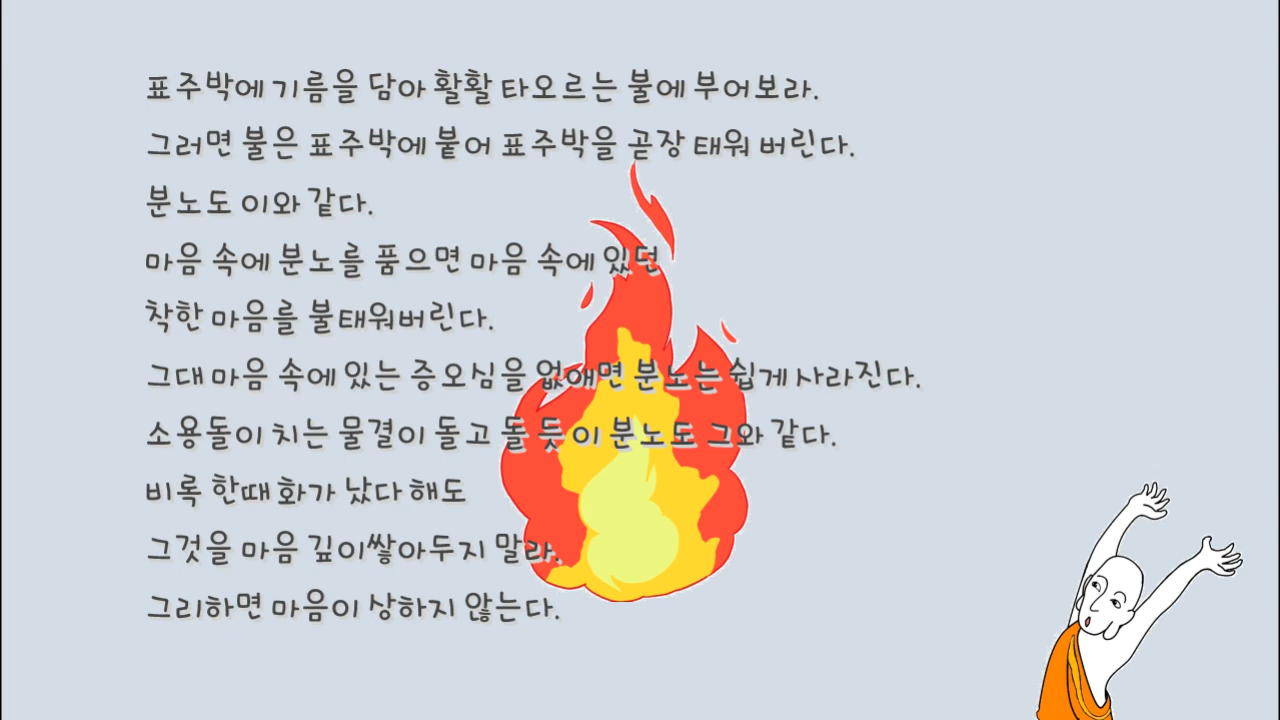 표주박에 기름을 담아 활활 타오르는 불에 부어보라.
그러면 불은 표주박에 붙어 표주박을 곧장 태워 버린다.
분노도 이와 같다.
마음 속에 분노를 품으면 마음 속에 있던
착한 마음를 불태워버린다.
그대 마음 속에 있는 증오심을 없애면 분노는 쉽게 사라진다.
소용돌이 치는 물결이 돌고 돌 듯 이 분노도 그와 같다.
비록 한때 화가 났다 해도
그것을 마음 깊이쌓아두지 말라.
그리하면 마음이 상하지 않는다.